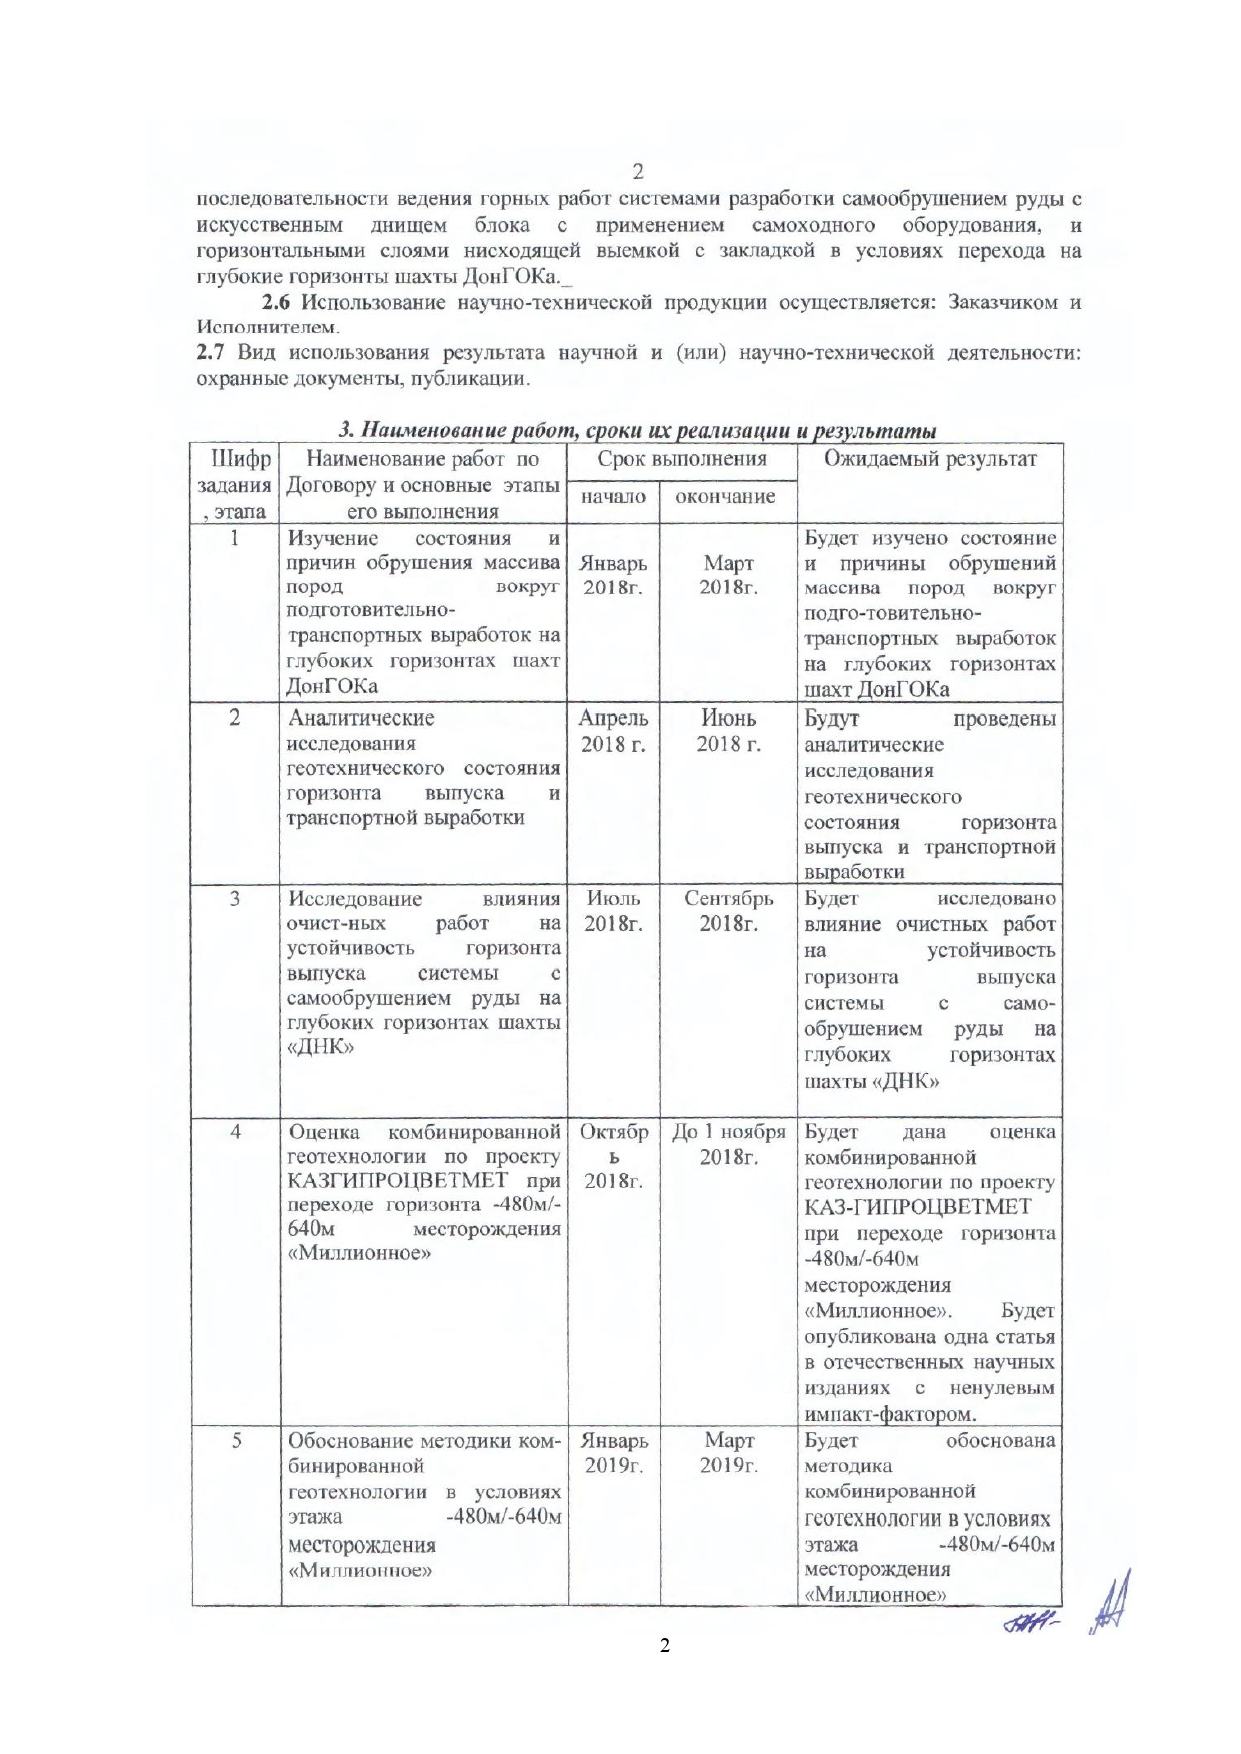 2
последовательности ведения горных работ системами разработки самообрушением руды с
искусственным днищем блока с применением самоходного оборудования, и
горизонтальными слоями нисходящей выемкой с закладкой в условиях перехода на
глубокие горизонты шахты ДонГОКа._
2.6 Использование научно-технической продукции осуществляется: Заказчиком и
Исполнителем.
2.7 Вид использования результата научной и (или) научно-технической деятельности:
охранные документы, публикации.
3. Наименование работ, сроки их реализации и результаты
Шифр
задания
, этапа
Наименование работ по
Договору и основные этапы
его выполнения
Срок выполнения
начало
окончание
Ожидаемый результат
1
Изучение состояния и
причин обрушения массива
пород вокруг
подготовительно-
транспортных выработок на
глубоких горизонтах шахт
ДонГОКа
Январь
2018г.
Март
2018г.
Будет изучено состояние
и причины обрушений
массива пород вокруг
подго-товительно-
транспортных выработок
на глубоких горизонтах
шахт ДонГОКа
2
Аналитические
исследования
геотехнического состояния
горизонта выпуска и
транспортной выработки
Апрель
2018 г.
Июнь
2018 г.
Будут проведены
аналитические
исследования
геотехнического
состояния горизонта
выпуска и транспортной
выработки
3
Исследование влияния
очист-ных работ на
устойчивость горизонта
выпуска системы с
самообрушением руды на
глубоких горизонтах шахты
«ДНК»
Июль
2018г.
Сентябрь
2018г.
Будет исследовано
влияние очистных работ
на устойчивость
горизонта выпуска
системы с само-
обрушением руды на
глубоких горизонтах
шахты «ДНК»
4
Оценка комбинированной
геотехнологии по проекту
КАЗГИПРОЦВЕТМЕТ при
переходе горизонта -480м/-
640м месторождения
«Миллионное»
Октябр
ь
2018г.
До 1 ноября
2018г.
Будет дана оценка
комбинированной
геотехнологии по проекту
КАЗ-ГИПРОЦВЕТМЕТ
при переходе горизонта
-480м/-640м
месторождения
«Миллионное». Будет
опубликована одна статья
в отечественных научных
изданиях с ненулевым
импакт-фактором.
5
Обоснование методики ком-
бинированной
геотехнологии в условиях
этажа -480м/-640м
месторождения
«Миллионное»
Январь
2019г.
Март
2019г.
Будет обоснована
методика
комбинированной
геотехнологии в условиях
этажа -480м/-640м
месторождения
«Миллионное»
2